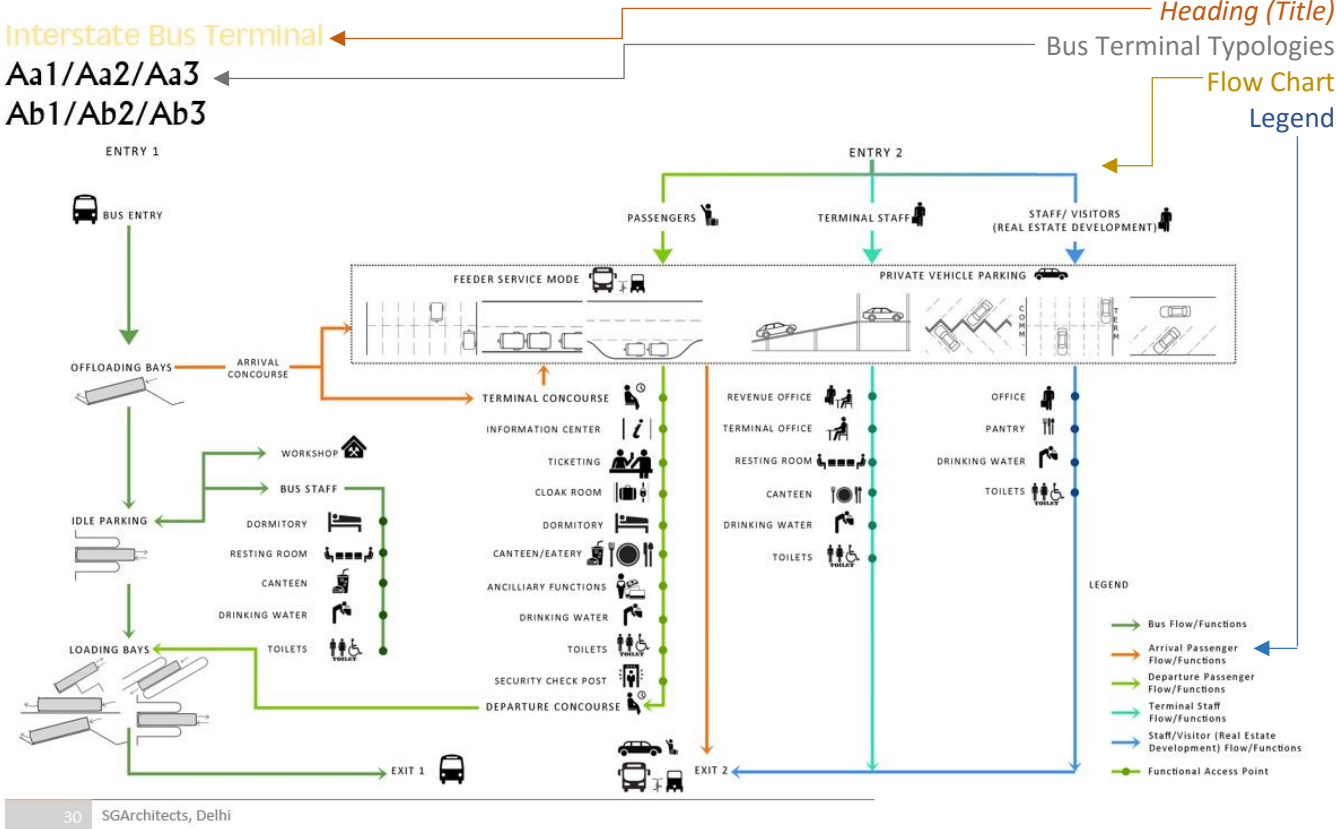 Interstate Bus Terminal
Aa1/Aa2/Aa3
Ab1/Ab2/Ab3
Heading (Title)
Bus Terminal Typologies
Flow Chart
Legend
ENTRY 1
BUS ENTRY
OFFLOADING BAYS
ARRIVAL
CONCOURSE
WORKSHOP
BUS STAFF
IDLE PARKING
DORMITORY
RESTING ROOM
CANTEEN
DRINKING WATER
TOILETS
TOILET
LOADING BAYS
EXIT 1
ENTRY 2
PASSENGERS
TERMINAL STAFF
STAFF/ VISITORS
(REAL ESTATE DEVELOPMENT)
FEEDER SERVICE MODE
PRIVATE VEHICLE PARKING
COMM
TERM
TERMINAL CONCOURSE
INFORMATION CENTER
i
TICKETING
CLOAK ROOM
DORMITORY
CANTEEN/EATERY
ANCILLIARY FUNCTIONS
DRINKING WATER
TOILETS
TOILET
SECURITY CHECK POST
DEPARTURE CONCOURSE
REVENUE OFFICE
TERMINAL OFFICE
RESTING ROOM
CANTEEN
DRINKING WATER
TOILETS
TOILET
OFFICE
PANTRY
DRINKING WATER
TOILETS
TOILET
EXIT 2
LEGEND
Bus Flow/Functions
Arrival Passenger
Flow/Functions
Departure Passenger
Flow/Functions
Terminal Staff
Flow/Functions
Staff/Visitor (Real Estate
Development) Flow/Functions
Functional Access Point
30 SGArchitects, Delhi